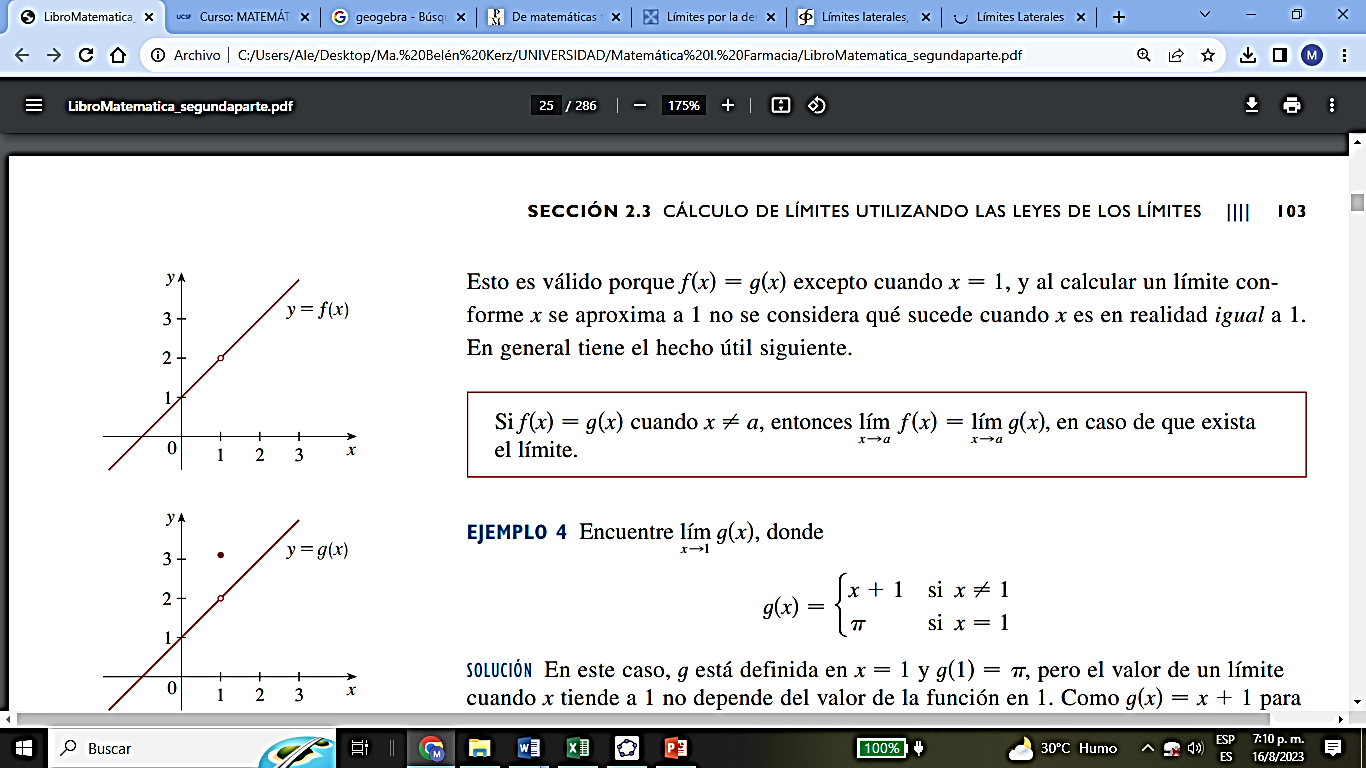 LibroMatematica_ UCSF Curso: MATEMÁT geogebra - Búsq De matemáticas Límites por la de Límites laterales, Límites Laterales
Archivo C:/Users/Ale/Desktop/Ma.%20Belén%20Kerz/UNIVERSIDAD/Matemática%20I.%20Farmacia/LibroMatematica_segundaparte.pdf M
LibroMatematica_segundaparte.pdf 25 / 286 — 175% +
SECCIÓN 2.3 CÁLCULO DE LÍMITES UTILIZANDO LAS LEYES DE LOS LÍMITES |||| 103
y
y = f(x)
3
2
1
0 1 2 3 x
Esto es válido porque f(x) = g(x) excepto cuando x = 1, y al calcular un límite con-
forme x se aproxima a 1 no se considera qué sucede cuando x es en realidad igual a 1.
En general tiene el hecho útil siguiente.
Si f(x) = g(x) cuando x ≠ a, entonces lím f(x) = lím g(x), en caso de que exista
x→a x→a
el límite.
y
y = g(x)
3
2
1
0 1 2 3 x
EJEMPLO 4 Encuentre lím g(x), donde
x→1
g(x) = { x + 1 si x ≠ 1
π si x = 1
SOLUCIÓN En este caso, g está definida en x = 1 y g(1) = π, pero el valor de un límite
cuando x tiende a 1 no depende del valor de la función en 1. Como g(x) = x + 1 para
Buscar 100% 30°C Humo ESP 7:10 p. m.
ES 16/8/2023